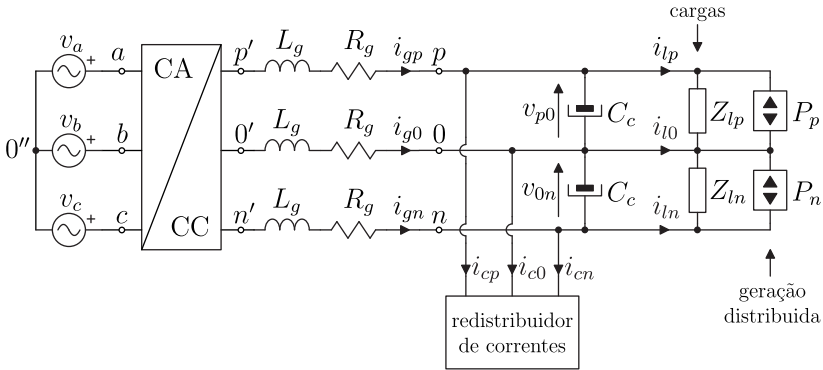 cargas
v_a + a CA p′ L_g R_g i_gp p i_lp
v_p0 C_c Z_lp P_p
0″ v_b + b 0′ L_g R_g i_g0 0 i_l0
v_0n C_c Z_ln P_n
v_c + c CC n′ L_g R_g i_gn n i_ln
i_cp i_c0 i_cn
geração
distribuida
redistribuidor
de correntes